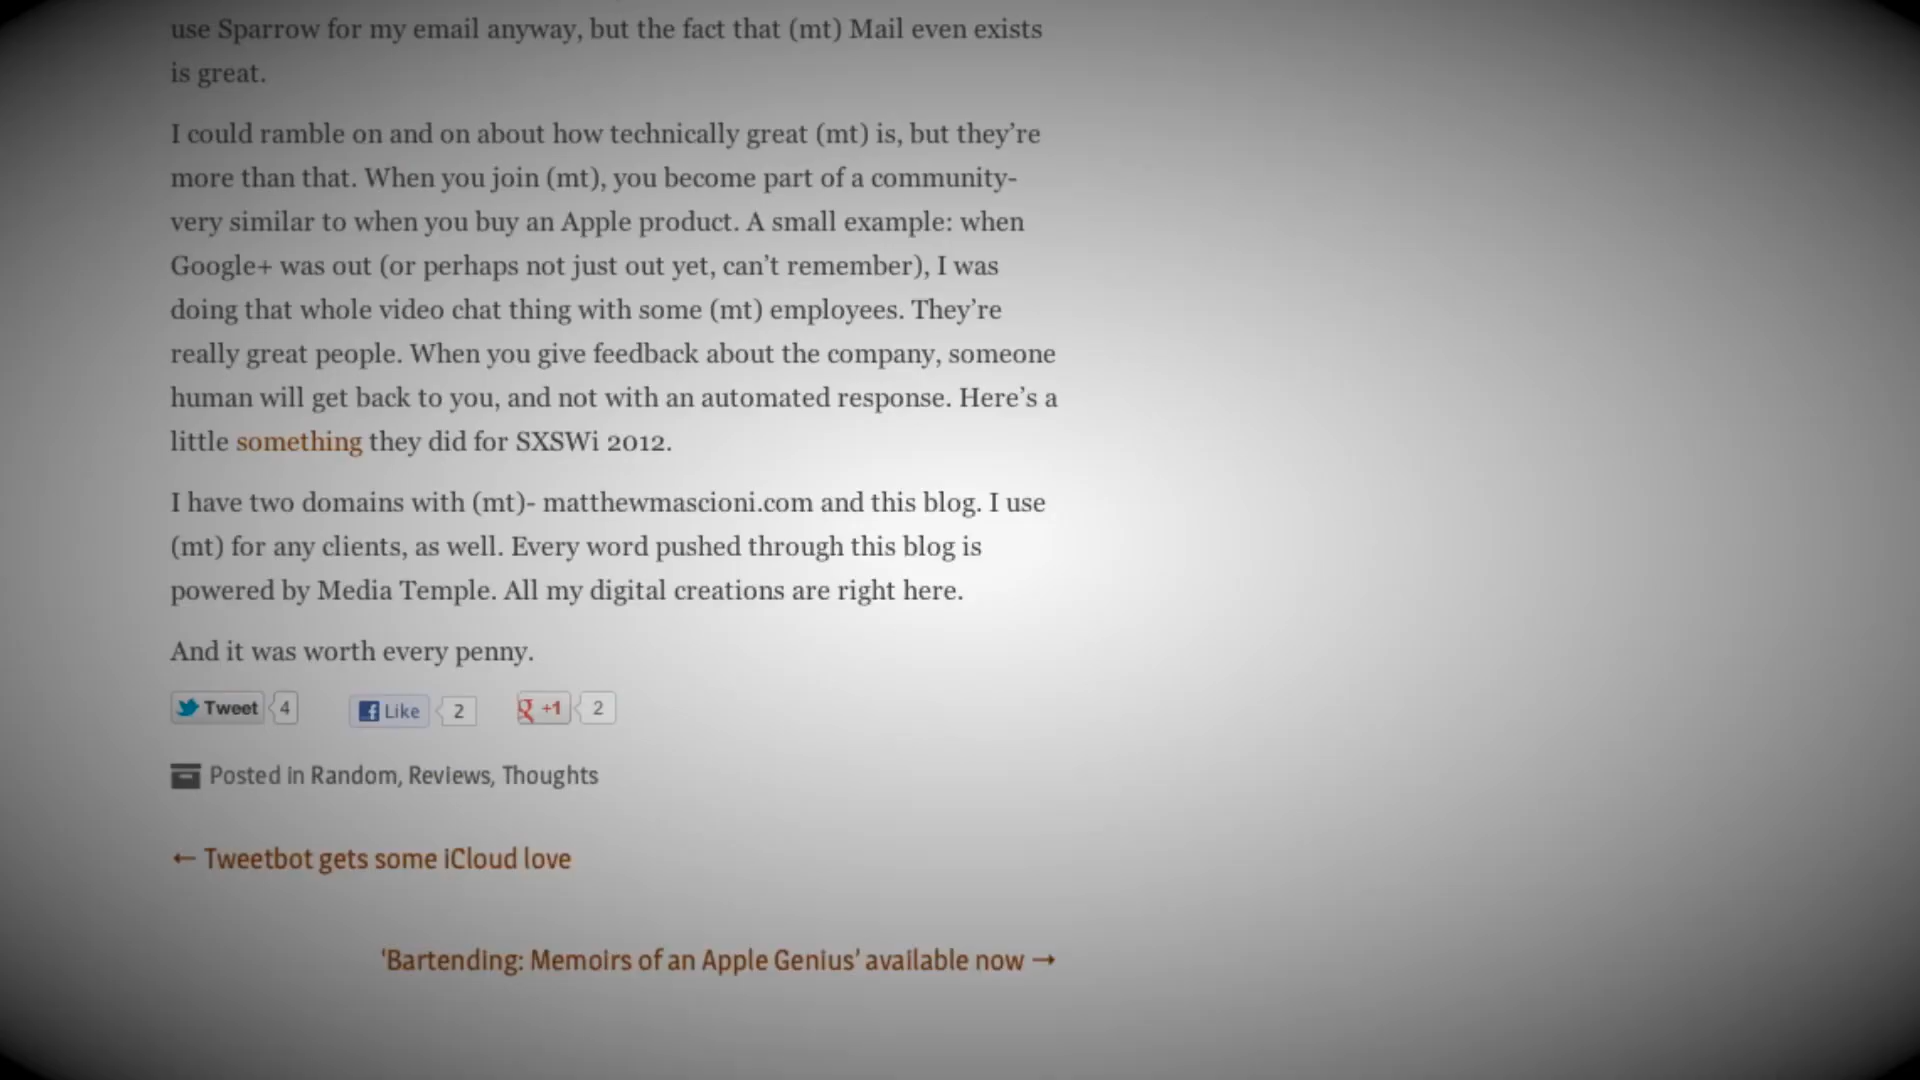 use Sparrow for my email anyway, but the fact that (mt) Mail even exists
is great.
I could ramble on and on about how technically great (mt) is, but they’re
more than that. When you join (mt), you become part of a community-
very similar to when you buy an Apple product. A small example: when
Google+ was out (or perhaps not just out yet, can’t remember), I was
doing that whole video chat thing with some (mt) employees. They’re
really great people. When you give feedback about the company, someone
human will get back to you, and not with an automated response. Here’s a
little something they did for SXSWi 2012.
I have two domains with (mt)- matthewmascioni.com and this blog. I use
(mt) for any clients, as well. Every word pushed through this blog is
powered by Media Temple. All my digital creations are right here.
And it was worth every penny.
Tweet 4 Like 2 +1 2
Posted in Random, Reviews, Thoughts
← Tweetbot gets some iCloud love
‘Bartending: Memoirs of an Apple Genius’ available now →